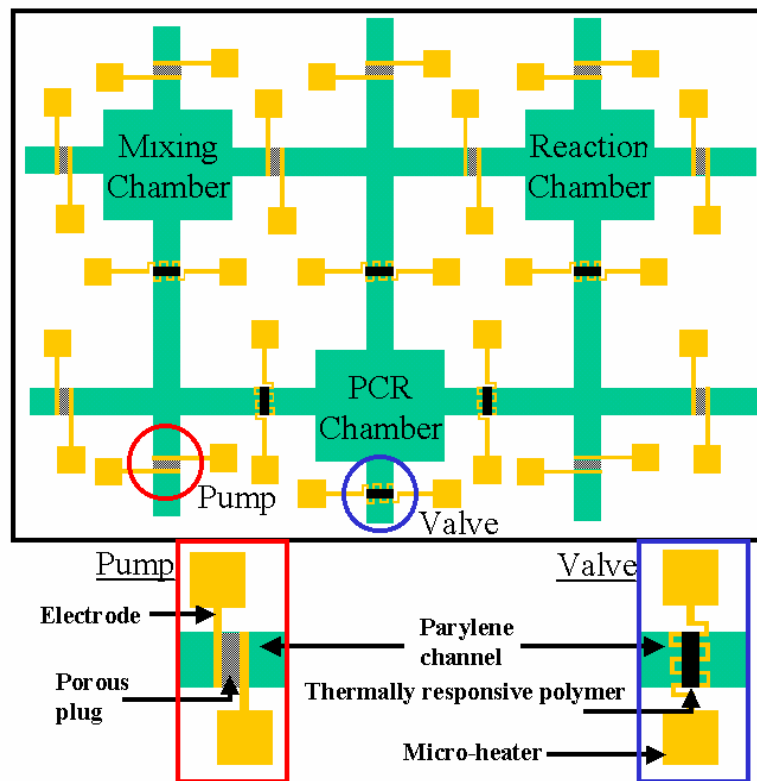 Mixing
Chamber
Reaction
Chamber
PCR
Chamber
Pump
Valve
Pump
Valve
Electrode
Parylene
channel
Porous
plug
Thermally responsive polymer
Micro-heater